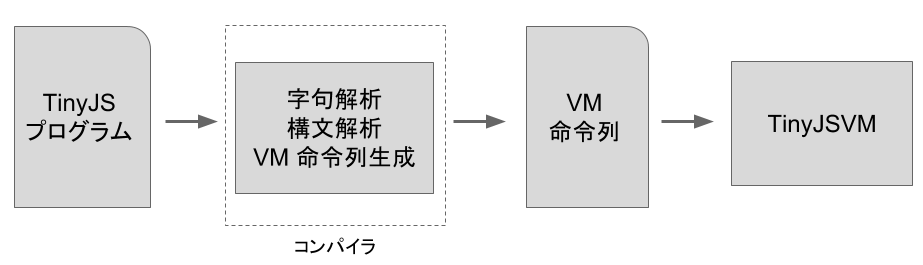 TinyJS
プログラム
字句解析
構文解析
VM 命令列生成
コンパイラ
VM
命令列
TinyJSVM